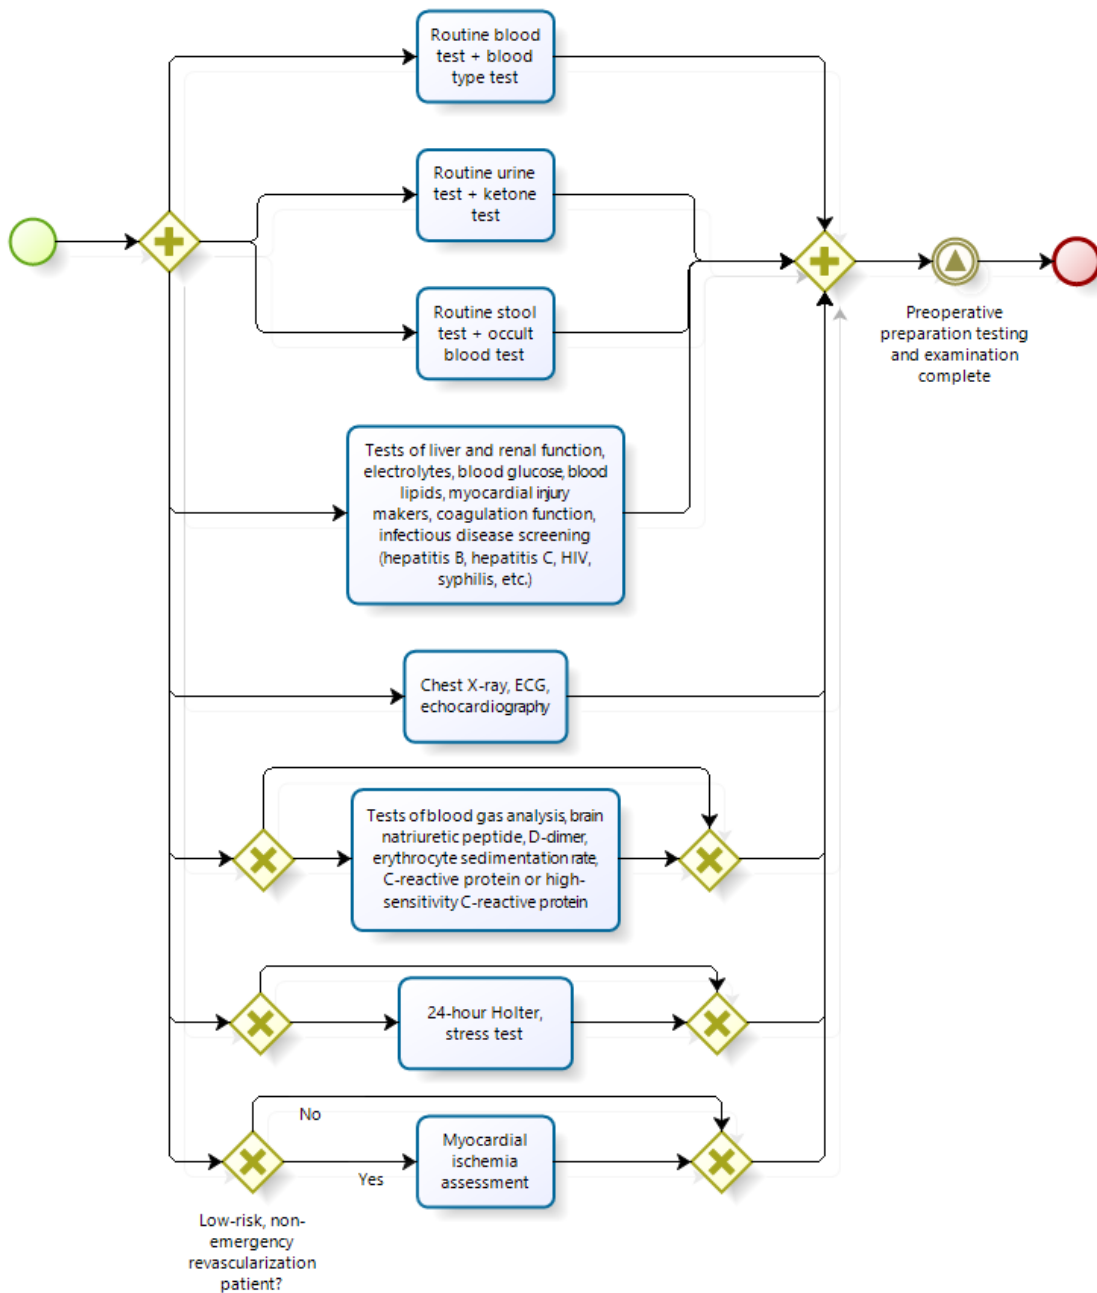 Routine blood
test + blood
type test
Routine urine
test + ketone
test
Routine stool
test + occult
blood test
Preoperative
preparation testing
and examination
complete
Tests of liver and renal function,
electrolytes, blood glucose, blood
lipids, myocardial injury
makers, coagulation function,
infectious disease screening
(hepatitis B, hepatitis C, HIV,
syphilis, etc.)
Chest X-ray, ECG,
echocardiography
Tests of blood gas analysis, brain
natriuretic peptide, D-dimer,
erythrocyte sedimentation rate,
C-reactive protein or high-
sensitivity C-reactive protein
24-hour Holter,
stress test
No
Yes
Myocardial
ischemia
assessment
Low-risk, non-
emergency
revascularization
patient?